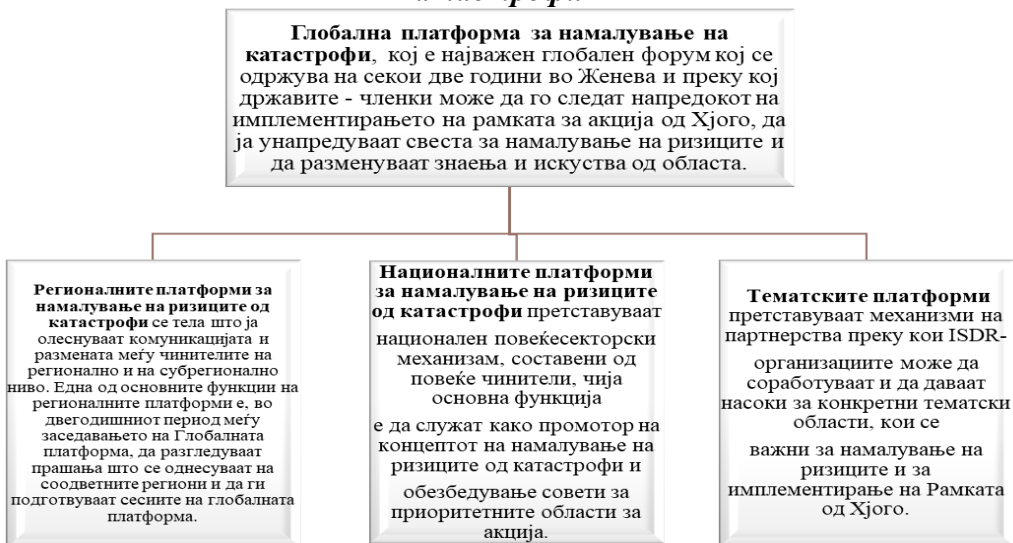 Глобална платформа за намалување на
катастрофи, кој е најважен глобален форум кој се
одржува на секои две години во Женева и преку кој
државите - членки може да го следат напредокот на
имплементирањето на рамката за акција од Хјого, да
ја унапредуваат свеста за намалување на ризиците и
да разменуваат знаења и искуства од областа.
Регионалните платформи за
намалување на ризиците од
катастрофи се тела што ја
олеснуваат комуникацијата и
размената меѓу чинителите на
регионално и на субрегионално
ниво. Една од основните функции на
регионалните платформи е, во
двегодишниот период меѓу
заседавањето на Глобалната
платформа, да разгледуваат
прашања што се однесуваат на
соодветните региони и да ги
подготвуваат сесиите на глобалната
платформа.
Националните платформи
за намалување на ризиците
од катастрофи претставуваат
национален повеќесекторски
механизам, составени од
повеќе чинители, чија
основна функција
е да служат како промотор на
концептот на намалување на
ризиците од катастрофи и
обезбедување совети за
приоритетните области за
акција.
Тематските платформи
претставуваат механизми на
партнерства преку кои ISDR-
организациите може да
соработуваат и да даваат
насоки за конкретни тематски
области, кои се
важни за намалување на
ризиците и за
имплементирање на Рамката
од Хјого.